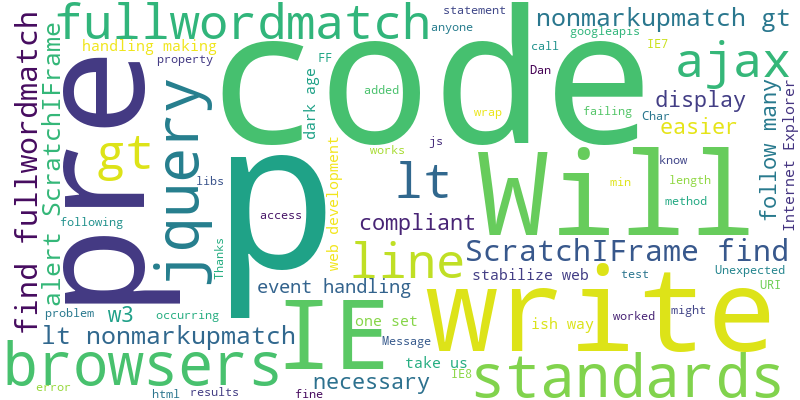 fullwordmatch
statement
anyone
nonmarkupmatch gt
googleapis
handling making
property
FF
call
IE7
ajax
code
pre
find fullwordmatch
alert ScratchIFrame
jquery
dark age
added
Dan
display
wrap
failing
Char
easier
follow many
Internet Explorer
gt
web development
works
js
p
lt
Will
know
libs
min
length
method
access
compliant
following
Thanks
line
ScratchIFrame find
stabilize web
test
Unexpected
URI
event handling
write
problem
w3
occurring
IE
one set
ish way
worked
might
lt nonmarkupmatch
Message
browsers
take us
IE8
necessary
standards
error
html
results
fine